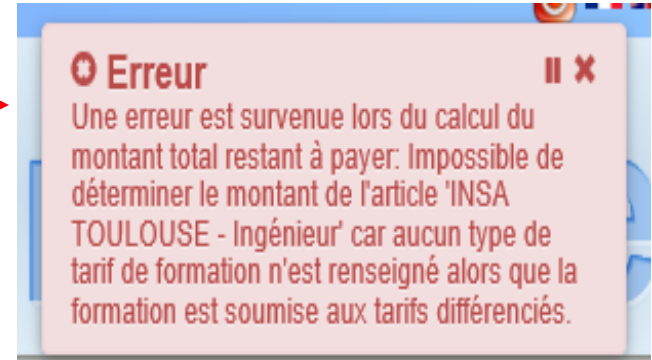 Erreur
Une erreur est survenue lors du calcul du
montant total restant à payer: Impossible de
déterminer le montant de l'article 'INSA
TOULOUSE - Ingénieur' car aucun type de
tarif de formation n'est renseigné alors que la
formation est soumise aux tarifs différenciés.